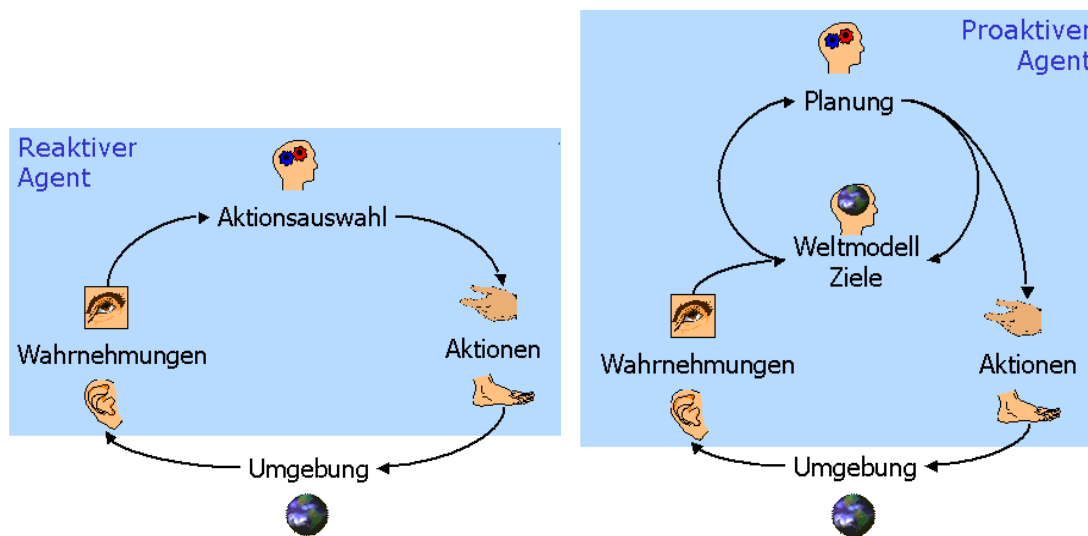 Reaktiver
Agent
Aktionsauswahl
Wahrnehmungen
Aktionen
Umgebung
Proaktiver
Agent
Planung
Weltmodell
Ziele
Wahrnehmungen
Aktionen
Umgebung